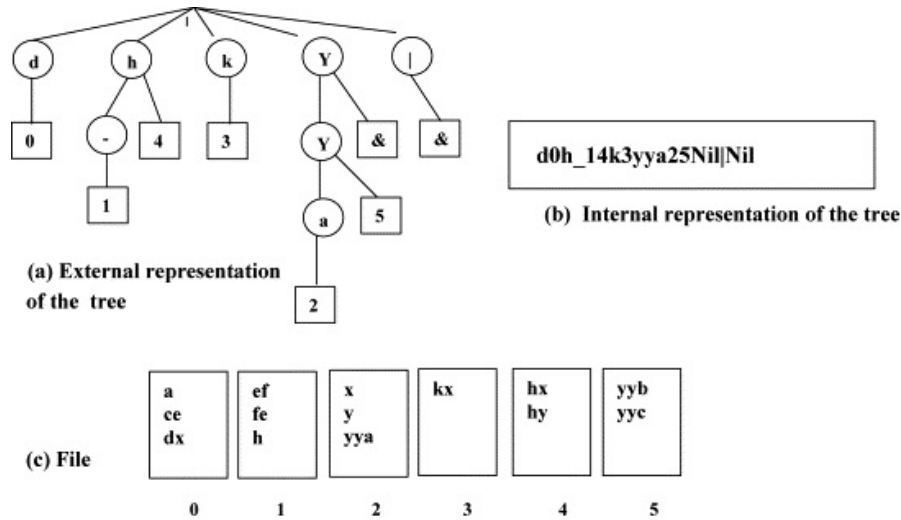 |
d h k Y |
0 - 4 3 Y & &
1 a 5
2
d0h_14k3yya25Nil|Nil
(b) Internal representation of the tree
(a) External representation
of the tree
a ef x kx hx yyb
ce fe y hy yyc
dx h yya
(c) File
0 1 2 3 4 5